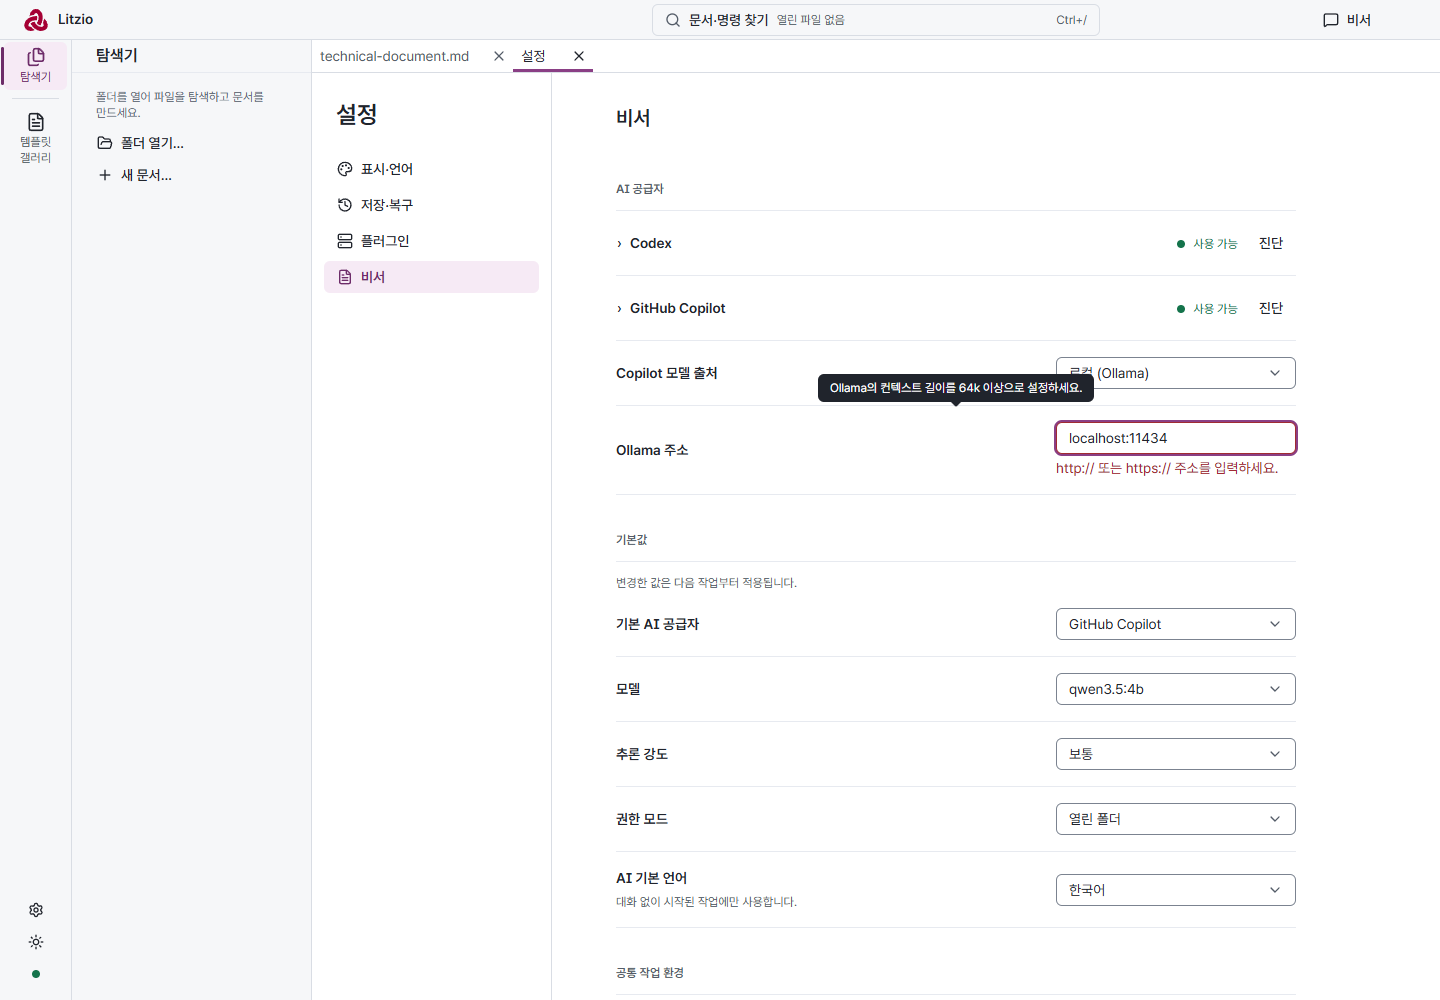 Litzio
문서·명령 찾기 열린 파일 없음 Ctrl+/
비서
탐색기
템플릿
갤러리
탐색기
폴더를 열어 파일을 탐색하고 문서를
만드세요.
폴더 열기...
새 문서...
technical-document.md
설정
설정
표시·언어
저장·복구
플러그인
비서
비서
AI 공급자
Codex
사용 가능
진단
GitHub Copilot
사용 가능
진단
Copilot 모델 출처
로컬 (Ollama)
Ollama의 컨텍스트 길이를 64k 이상으로 설정하세요.
Ollama 주소
localhost:11434
http:// 또는 https:// 주소를 입력하세요.
기본값
변경한 값은 다음 작업부터 적용됩니다.
기본 AI 공급자
GitHub Copilot
모델
qwen3.5:4b
추론 강도
보통
권한 모드
열린 폴더
AI 기본 언어
대화 없이 시작된 작업에만 사용합니다.
한국어
공통 작업 환경